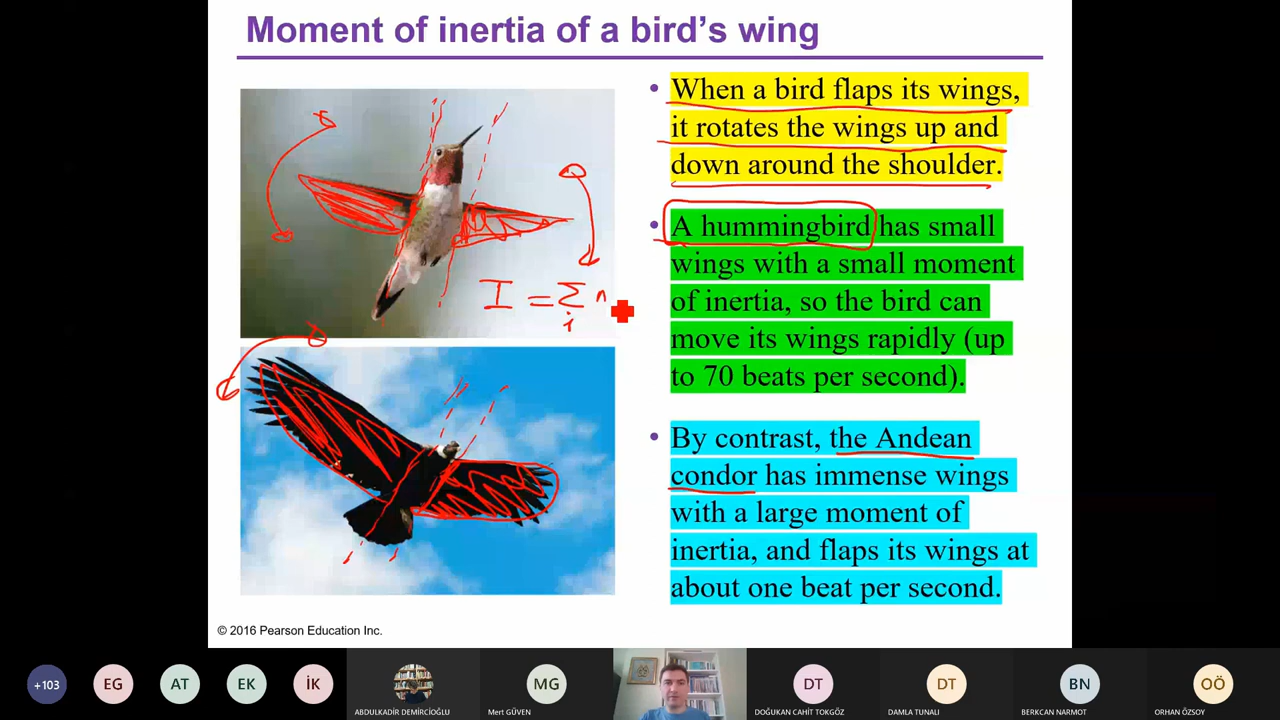 Moment of inertia of a bird's wing
• When a bird flaps its wings,
it rotates the wings up and
down around the shoulder.
• A hummingbird has small
wings with a small moment
of inertia, so the bird can
move its wings rapidly (up
to 70 beats per second).
• By contrast, the Andean
condor has immense wings
with a large moment of
inertia, and flaps its wings at
about one beat per second.
I = Σ
i
© 2016 Pearson Education Inc.
+103
EG
AT
EK
İK
ABDULKADİR DEMİRCİOĞLU
MG
Mert GÜVEN
DT
DOĞUKAN CAHİT TOKGÖZ
DT
DAMLA TUNALI
BN
BERKCAN NARMOT
OÖ
ORHAN ÖZSOY